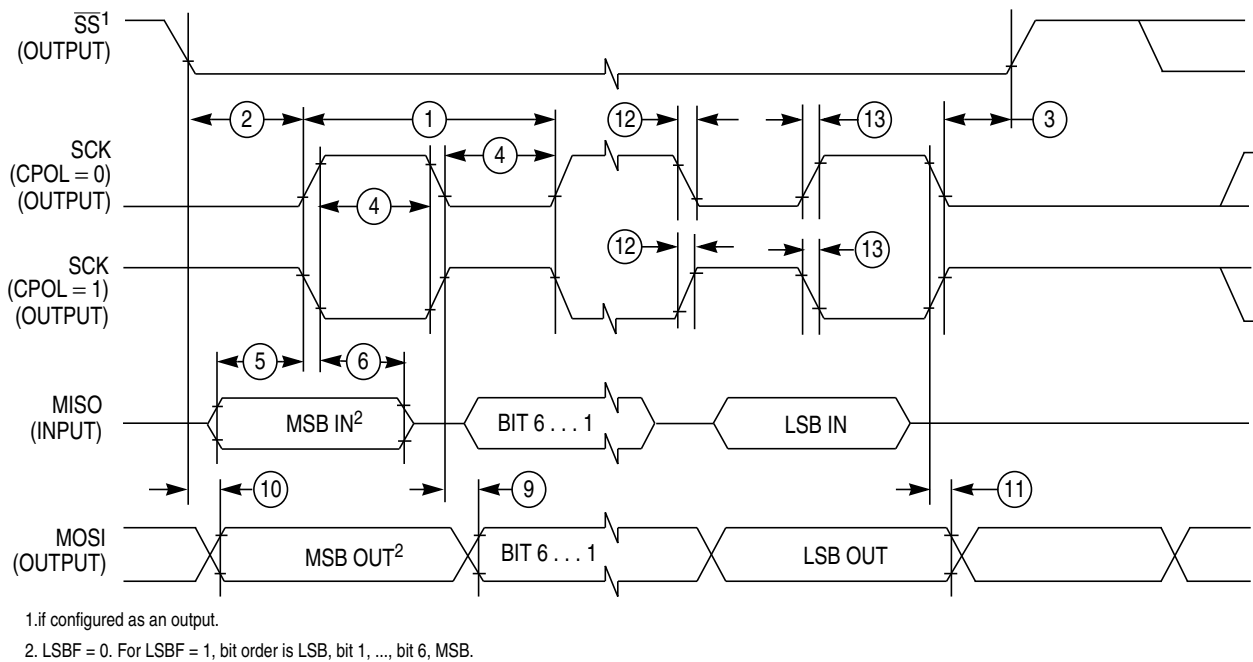 SS¹
(OUTPUT)
2
1
12
13
3
SCK
(CPOL = 0)
(OUTPUT)
4
4
12
13
SCK
(CPOL = 1)
(OUTPUT)
5
6
MISO
(INPUT)
MSB IN²
BIT 6 . . . 1
LSB IN
10
9
11
MOSI
(OUTPUT)
MSB OUT²
BIT 6 . . . 1
LSB OUT
1.if configured as an output.
2. LSBF = 0. For LSBF = 1, bit order is LSB, bit 1, ..., bit 6, MSB.